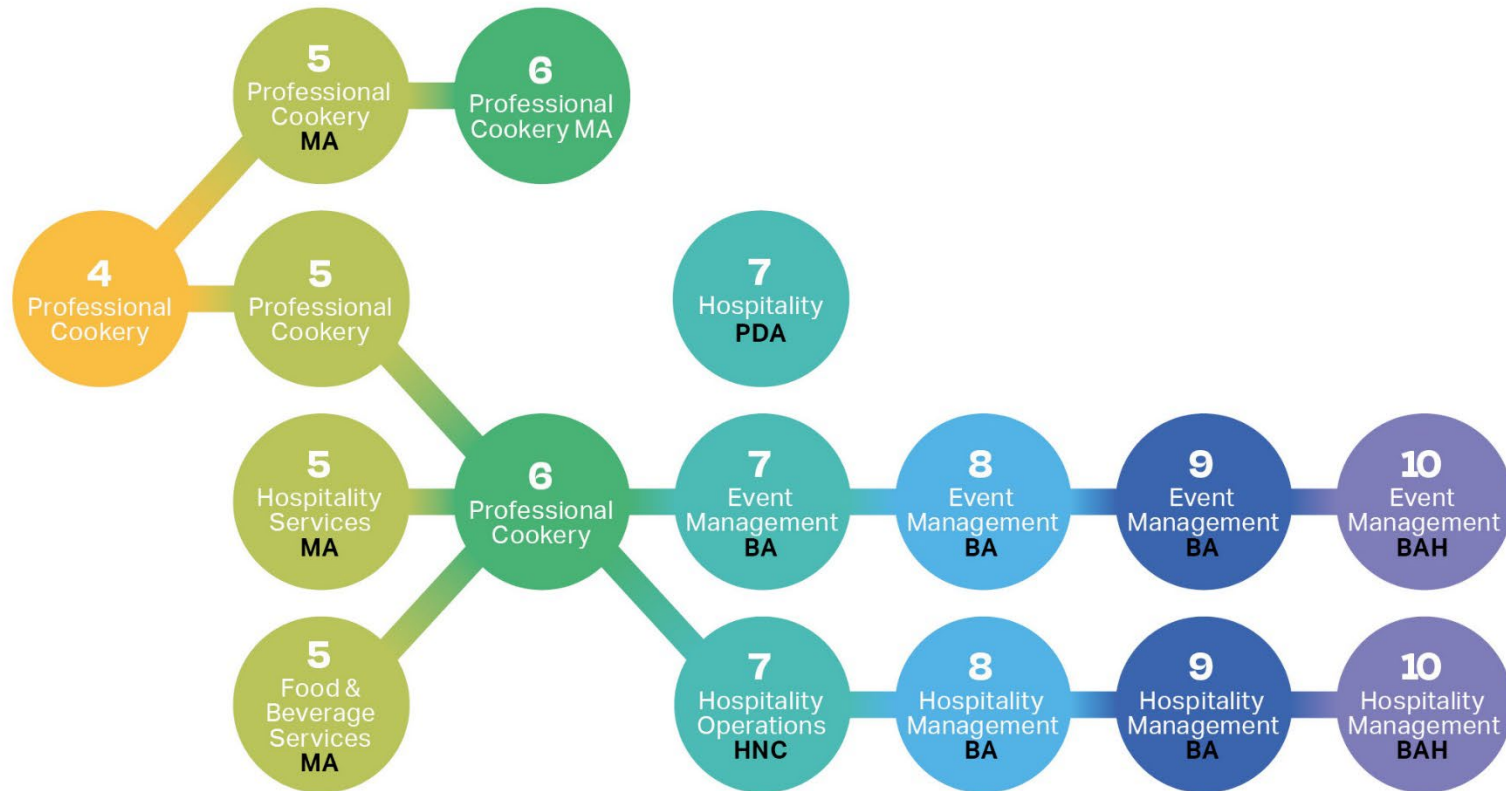 5
Professional
Cookery
MA
6
Professional
Cookery MA
4
Professional
Cookery
5
Professional
Cookery
7
Hospitality
PDA
5
Hospitality
Services
MA
6
Professional
Cookery
7
Event
Management
BA
8
Event
Management
BA
9
Event
Management
BA
10
Event
Management
BAH
5
Food &
Beverage
Services
MA
7
Hospitality
Operations
HNC
8
Hospitality
Management
BA
9
Hospitality
Management
BA
10
Hospitality
Management
BAH